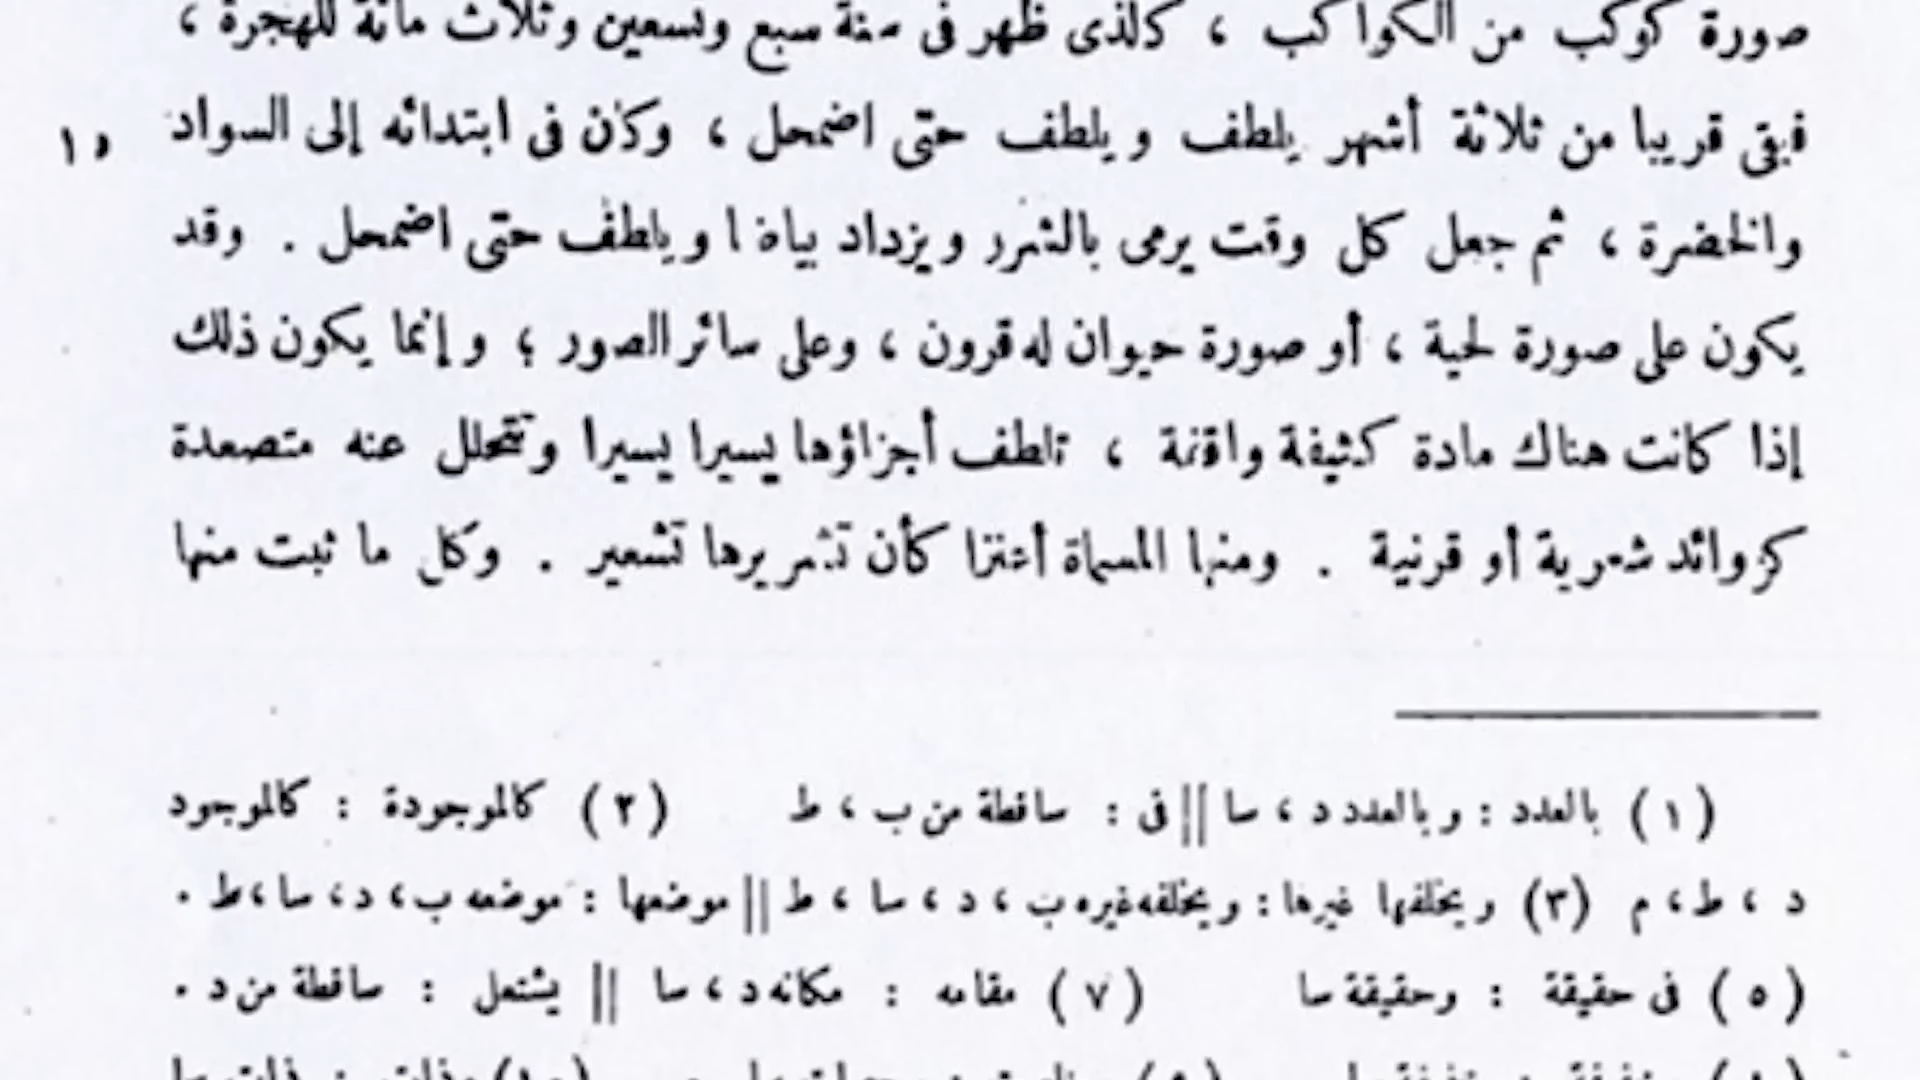 صورة كوكب من الكواكب ، كالذى ظهر فى سنة سبع وتسعين وثلاث مائة للهجرة ،
فبقى قريبا من ثلاثة أشهر يلطف ويلطف حتى اضمحل ، وكان فى ابتدائه إلى السواد ١٥
والخضرة ، ثم جعل كل وقت يرمى بالشرر ويزداد بياضا ويلطف حتى اضمحل . وقد
يكون على صورة لحية ، أو صورة حيوان له قرون ، وعلى سائر الصور ؛ وإنما يكون ذلك
إذا كانت هناك مادة كثيفة واقفة ، تلطف أجزاؤها يسيرا يسيرا وتتحلل عنه متصعدة
كزوائد شعرية أو قرنية . ومنها المسماة أعنزا كأن تشريرها تشعير . وكل ما ثبت منها
(١) بالعدد : وبالعدد د ، سا || فى : ساقطة من ب ، ط (٢) كالموجودة : كالموجود
د ، ط ، م (٣) ويخلفها غيرها : ويخلفه غيره ب ، د ، سا ، ط || موضعها : موضعه ب ، د ، سا ، ط .
(٥) فى حقيقة : وحقيقة سا (٧) مقامه : مكانه د ، سا || يشتعل : ساقطة من د .